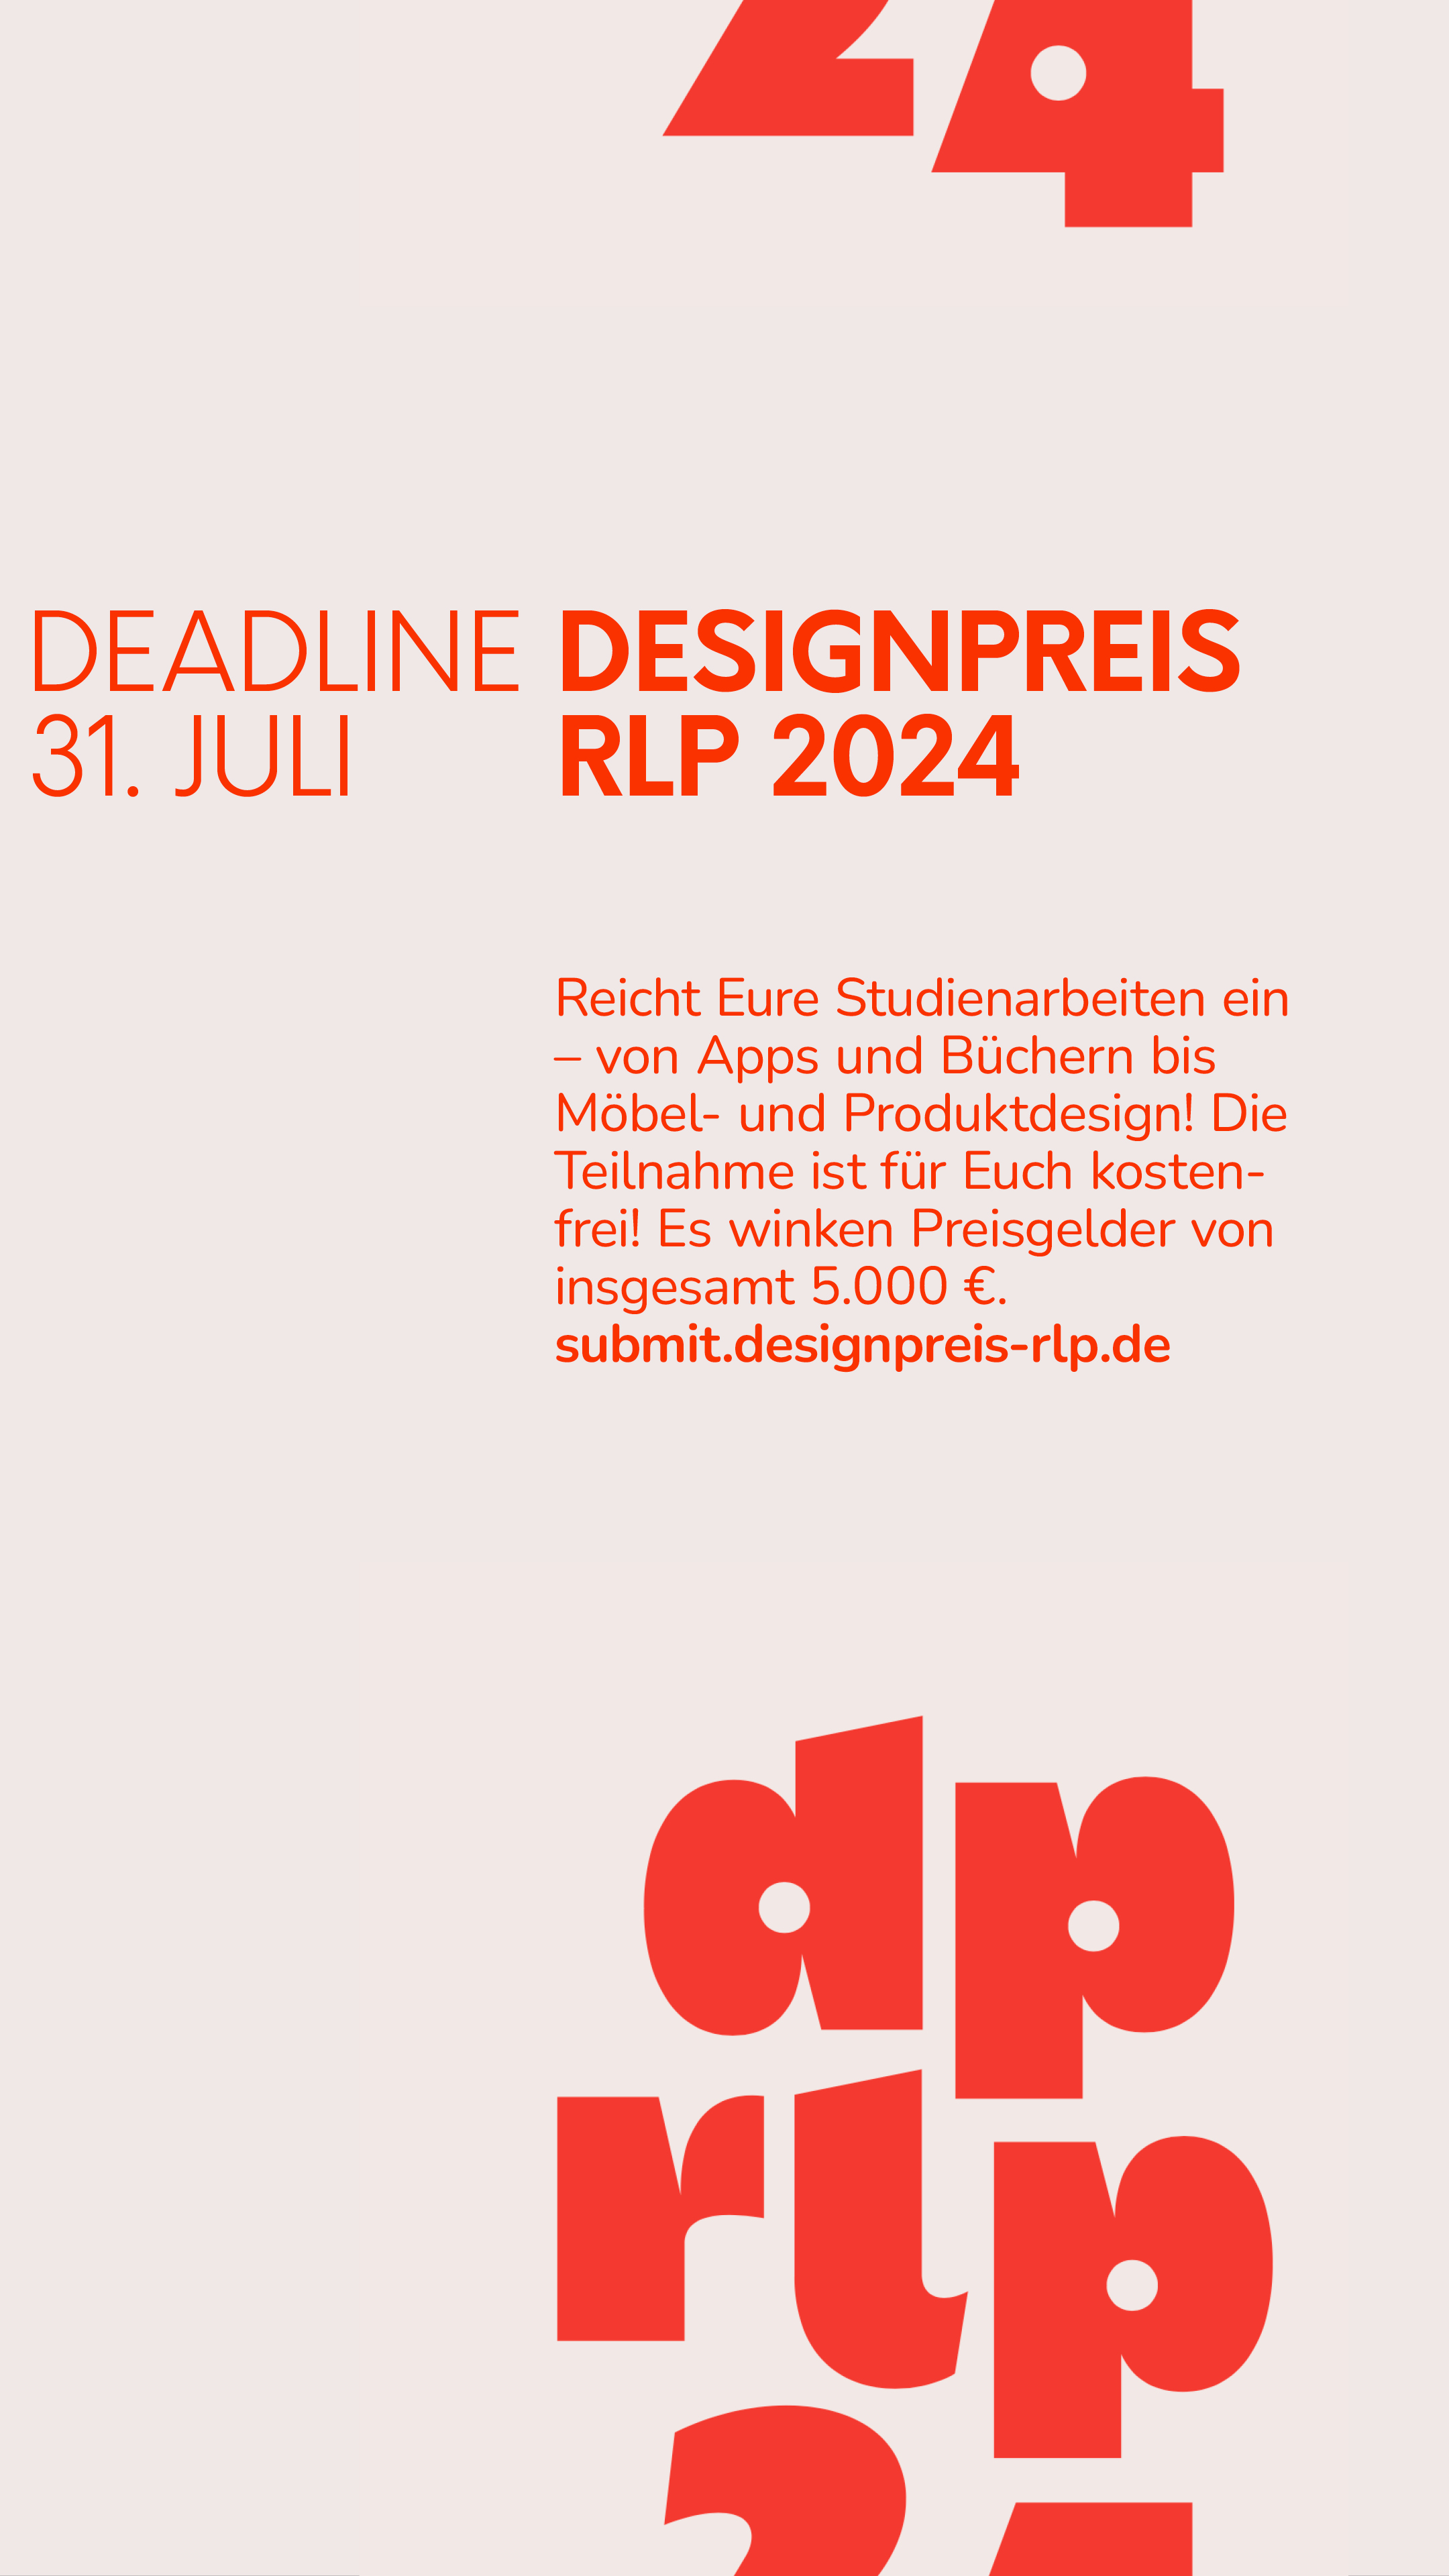 24
DEADLINE
31. JULI
DESIGNPREIS
RLP 2024
Reicht Eure Studienarbeiten ein
– von Apps und Büchern bis
Möbel- und Produktdesign! Die
Teilnahme ist für Euch kosten-
frei! Es winken Preisgelder von
insgesamt 5.000 €.
submit.designpreis-rlp.de
dp
rlp
24